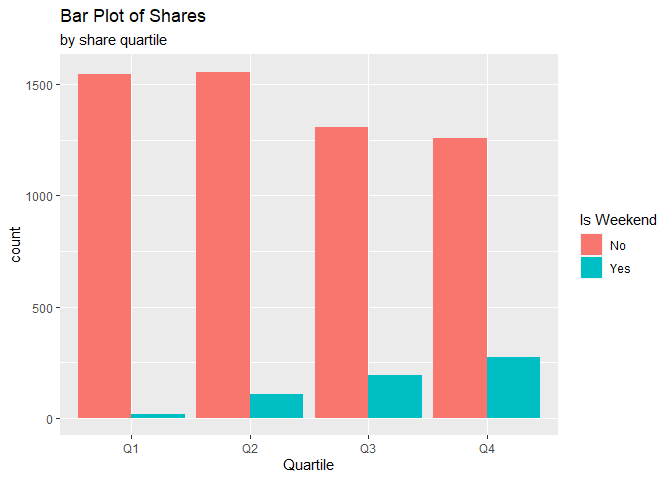 Bar Plot of Shares
by share quartile
1500
1000
500
0
count
Q1 Q2 Q3 Q4
Quartile
Is Weekend
No
Yes